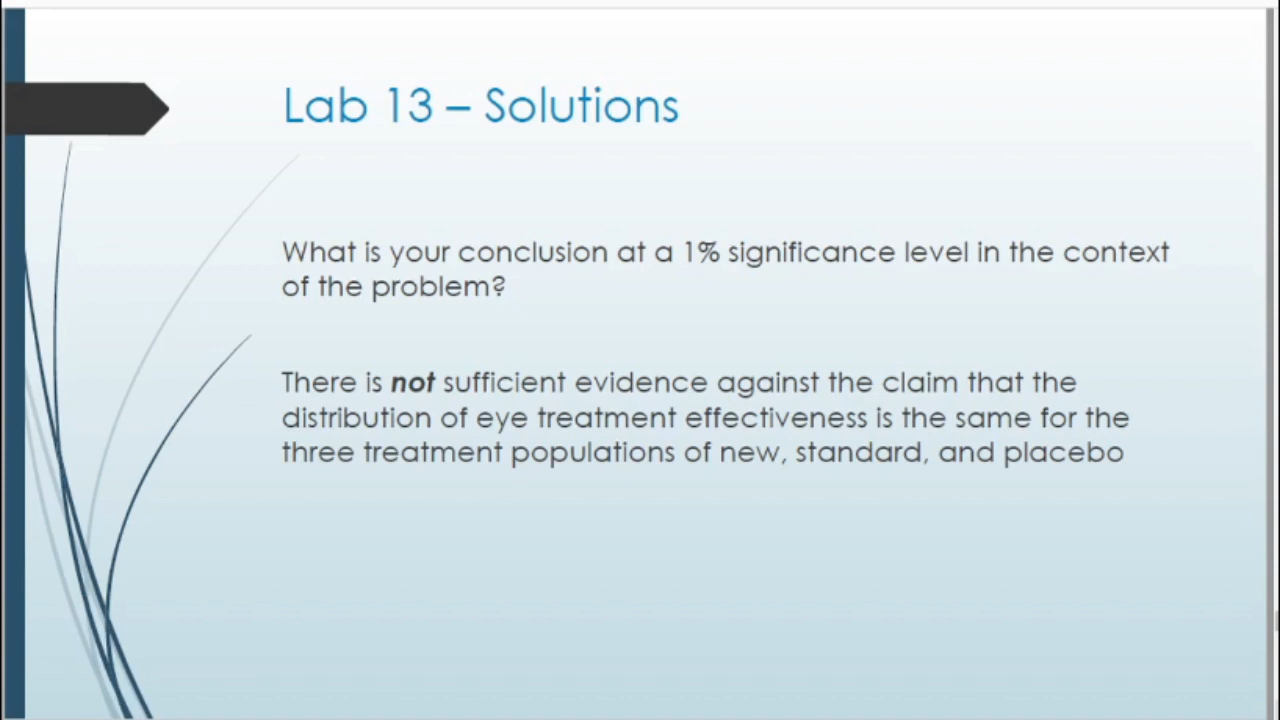 Lab 13 – Solutions
What is your conclusion at a 1% significance level in the context
of the problem?
There is not sufficient evidence against the claim that the
distribution of eye treatment effectiveness is the same for the
three treatment populations of new, standard, and placebo